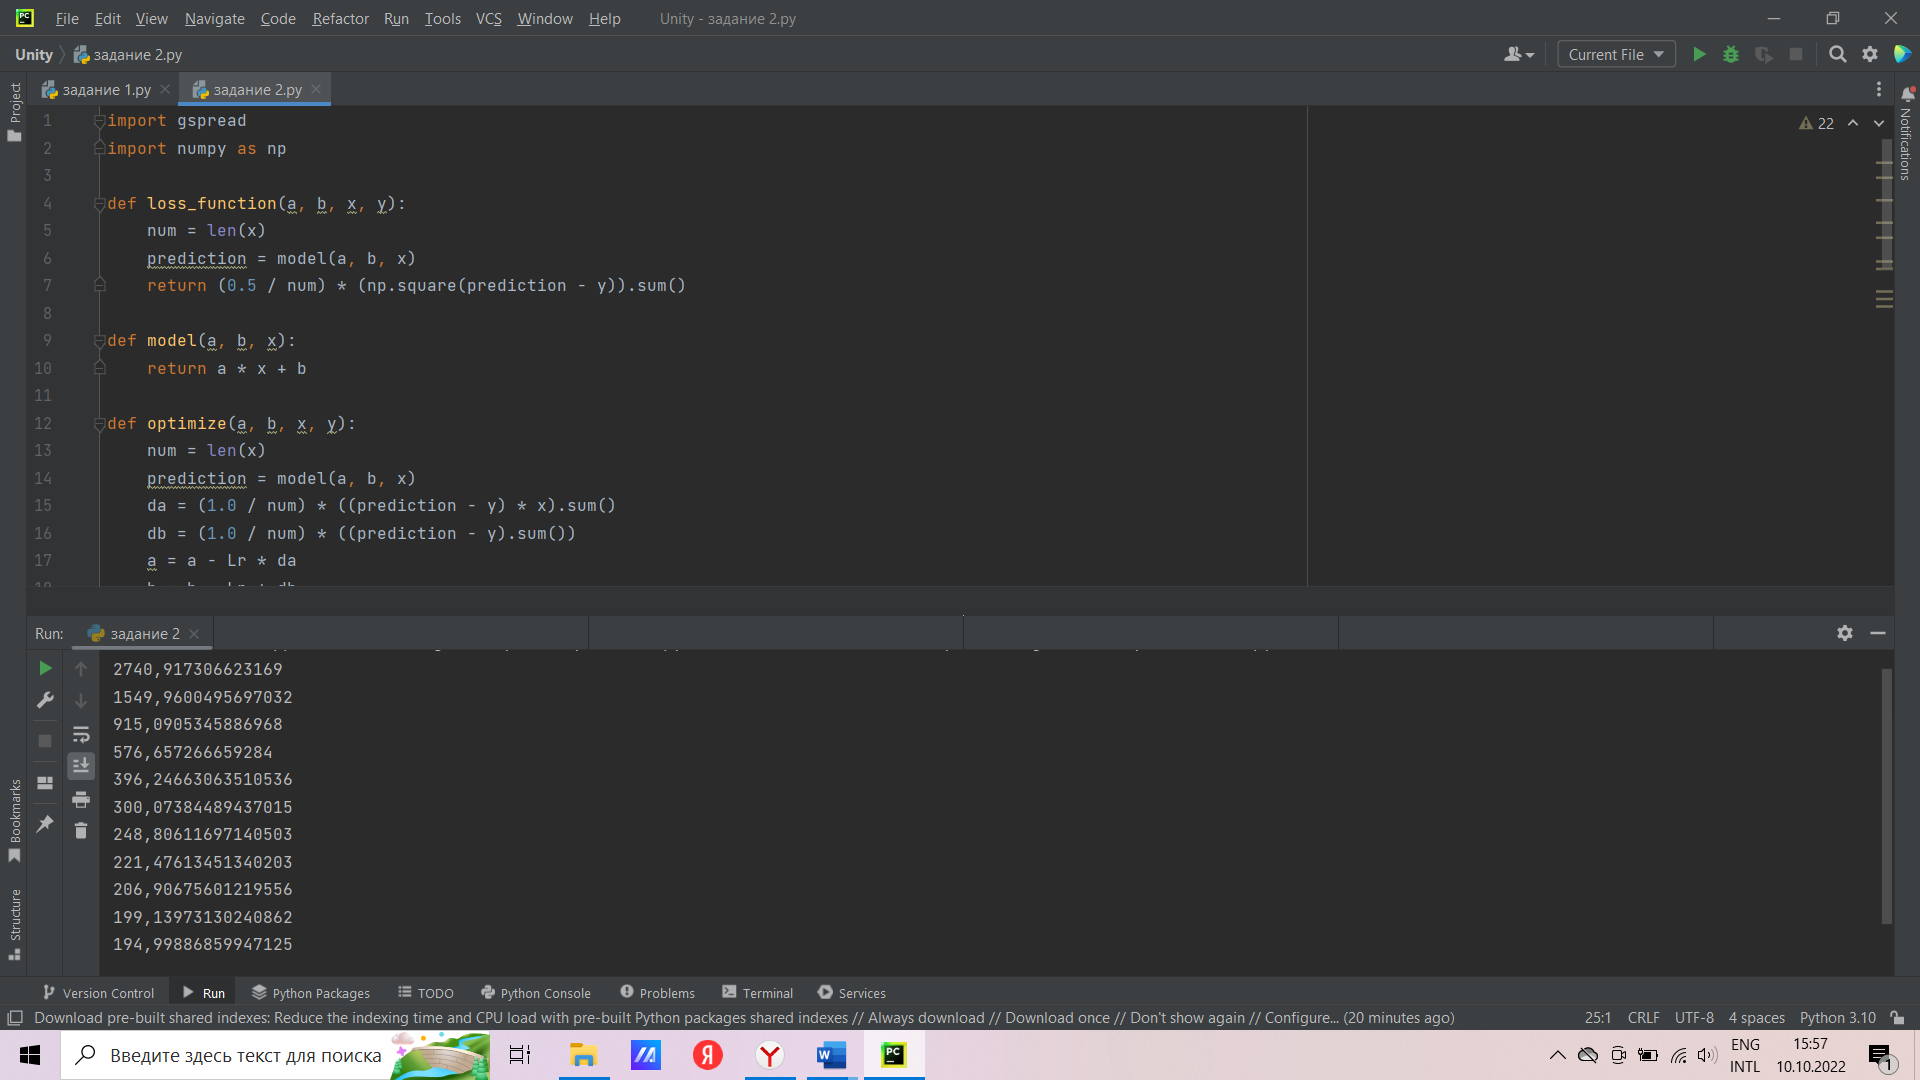 File Edit View Navigate Code Refactor Run Tools VCS Window Help Unity - задание 2.py
Unity задание 2.py Current File
задание 1.py задание 2.py
Project
Notifications
22
1 import gspread
2 import numpy as np
3
4 def loss_function(a, b, x, y):
5 num = len(x)
6 prediction = model(a, b, x)
7 return (0.5 / num) * (np.square(prediction - y)).sum()
8
9 def model(a, b, x):
10 return a * x + b
11
12 def optimize(a, b, x, y):
13 num = len(x)
14 prediction = model(a, b, x)
15 da = (1.0 / num) * ((prediction - y) * x).sum()
16 db = (1.0 / num) * ((prediction - y).sum())
17 a = a - Lr * da
Run: задание 2
2740,917306623169
1549,9600495697032
915,0905345886968
576,657266659284
396,24663063510536
300,07384489437015
248,80611697140503
221,47613451340203
206,90675601219556
199,13973130240862
194,99886859947125
Bookmarks
Structure
Version Control Run Python Packages TODO Python Console Problems Terminal Services
Download pre-built shared indexes: Reduce the indexing time and CPU load with pre-built Python packages shared indexes // Always download // Download once // Don't show again // Configure... (20 minutes ago) 25:1 CRLF UTF-8 4 spaces Python 3.10
Введите здесь текст для поиска
ENG
INTL
15:57
10.10.2022
1